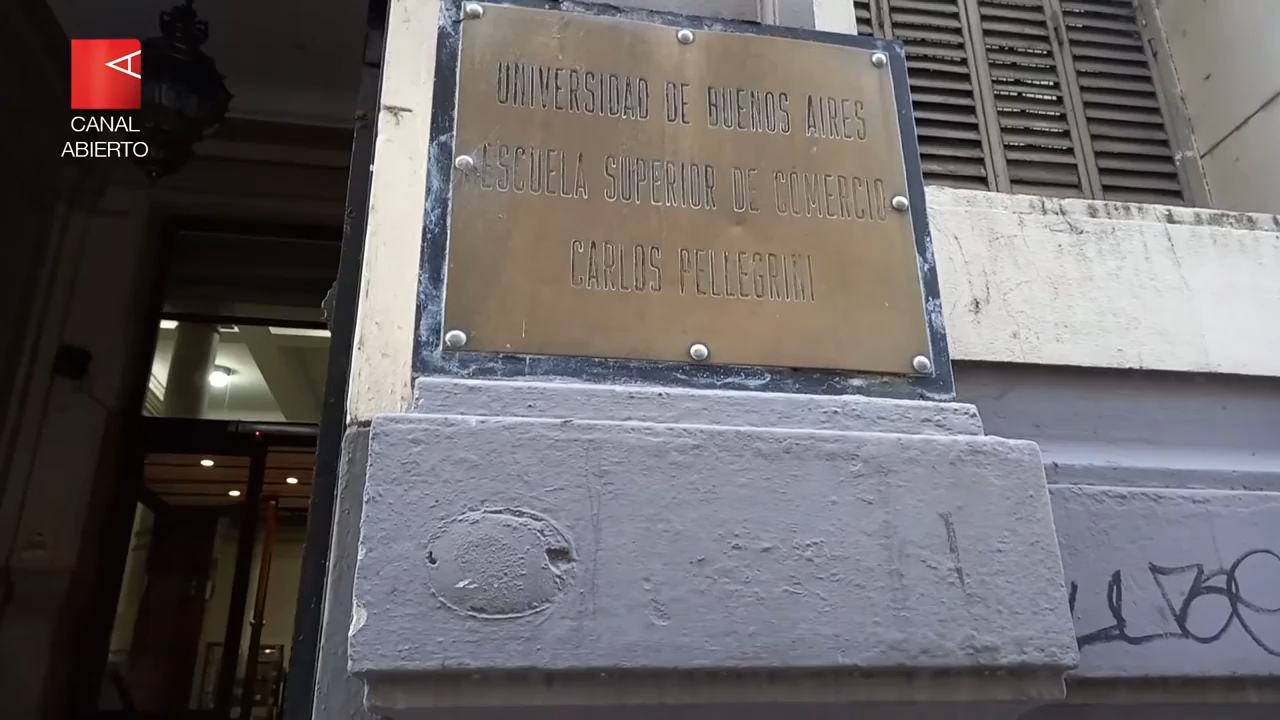 CANAL
ABIERTO
UNIVERSIDAD DE BUENOS AIRES
ESCUELA SUPERIOR DE COMERCIO
CARLOS PELLEGRINI